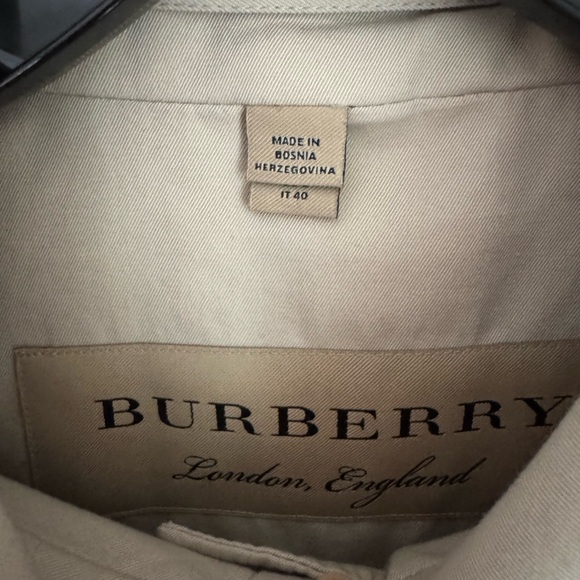 MADE IN
BOSNIA
HERZEGOVINA
IT 40
BURBERRY
London, England